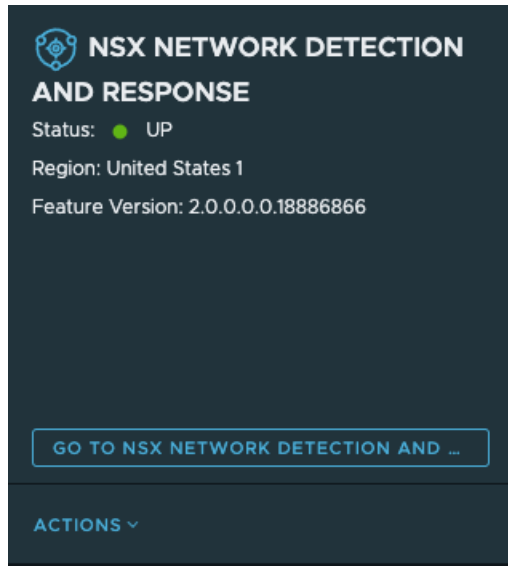 NSX NETWORK DETECTION
AND RESPONSE
Status: UP
Region: United States 1
Feature Version: 2.0.0.0.0.18886866
GO TO NSX NETWORK DETECTION AND ...
ACTIONS